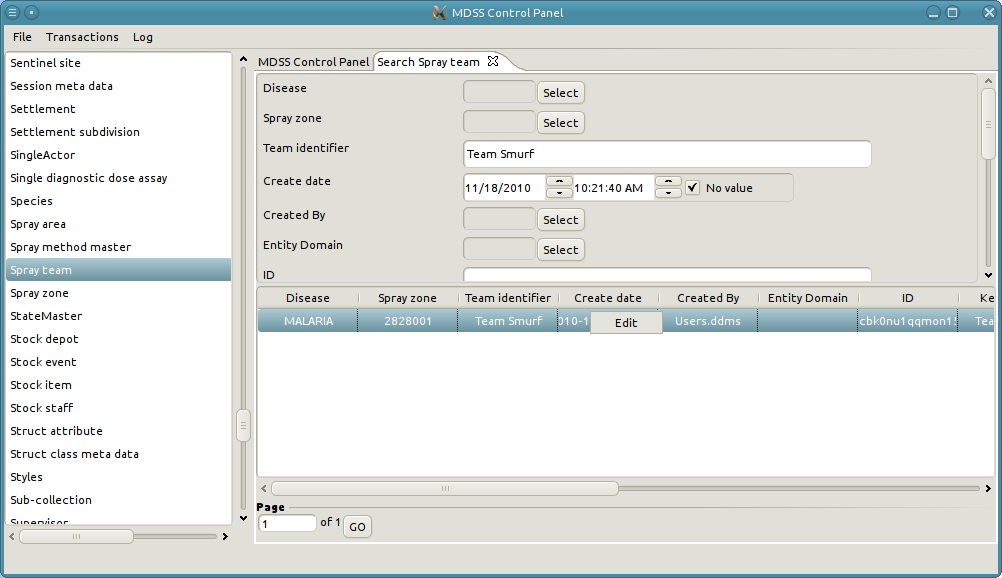 MDSS Control Panel
File Transactions Log
Sentinel site
Session meta data
Settlement
Settlement subdivision
SingleActor
Single diagnostic dose assay
Species
Spray area
Spray method master
Spray team
Spray zone
StateMaster
Stock depot
Stock event
Stock item
Stock staff
Struct attribute
Struct class meta data
Styles
Sub-collection
Supervisor
MDSS Control Panel Search Spray team
Disease Select
Spray zone Select
Team identifier Team Smurf
Create date 11/18/2010 10:21:40 AM No value
Created By Select
Entity Domain Select
ID
Disease Spray zone Team identifier Create date Created By Entity Domain ID Ke
MALARIA 2828001 Team Smurf 010-1 Edit Users.ddms cbk0nu1qqmon15 Tea
Page
1 of 1 GO